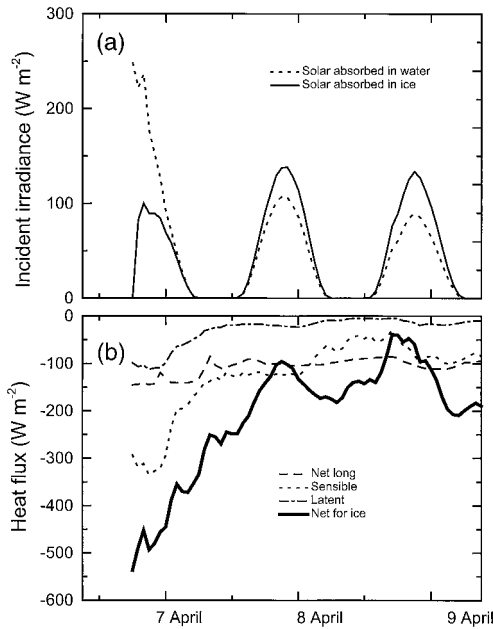 300
(a)
Solar absorbed in water
Solar absorbed in ice
200
100
0
Incident irradiance (W m-2)
0
(b)
-100
-200
-300
-400
-500
-600
Heat flux (W m-2)
Net long
Sensible
Latent
Net for ice
7 April
8 April
9 April